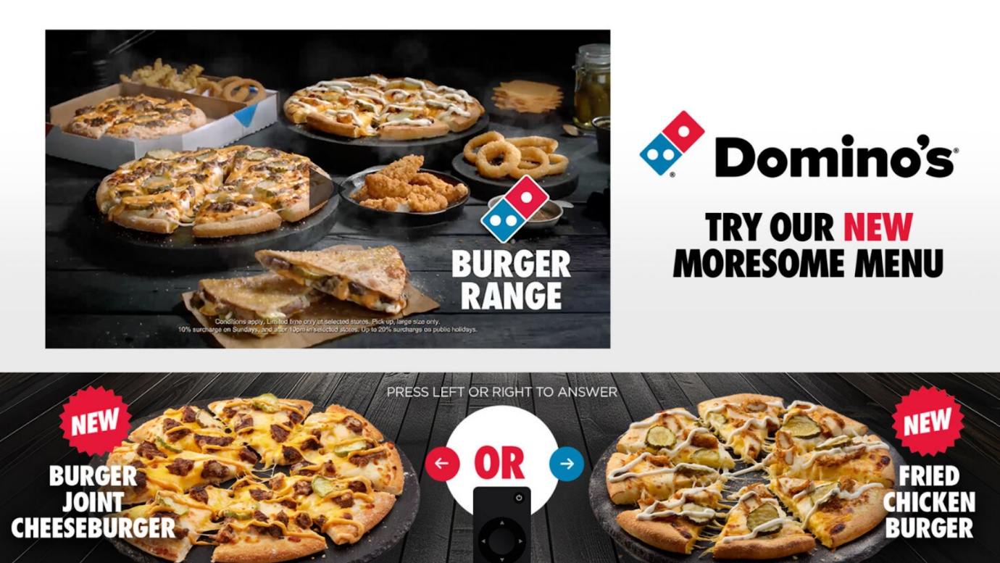 BURGER
RANGE
Conditions apply. Limited time only at selected stores. Pick up, large size only.
10% surcharge on Sundays, and after 10pm in selected stores. Up to 20% surcharge on public holidays.
Domino's®
TRY OUR NEW
MORESOME MENU
PRESS LEFT OR RIGHT TO ANSWER
NEW
BURGER
JOINT
CHEESEBURGER
OR
NEW
FRIED
CHICKEN
BURGER